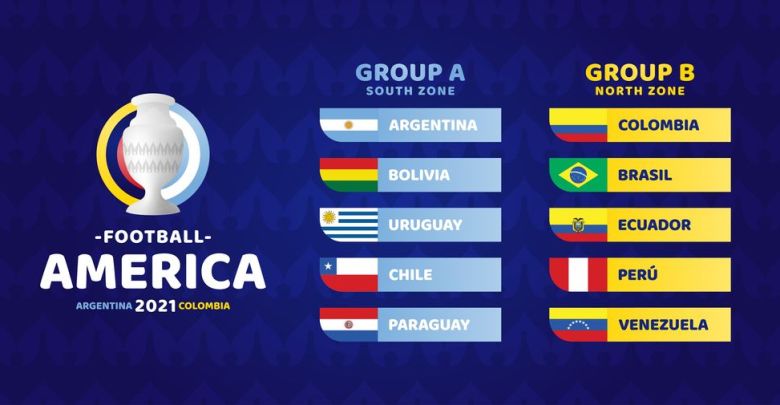 -FOOTBALL-
AMERICA
ARGENTINA 2021 COLOMBIA
GROUP A
SOUTH ZONE
ARGENTINA
BOLIVIA
URUGUAY
CHILE
PARAGUAY
GROUP B
NORTH ZONE
COLOMBIA
BRASIL
ECUADOR
PERÚ
VENEZUELA